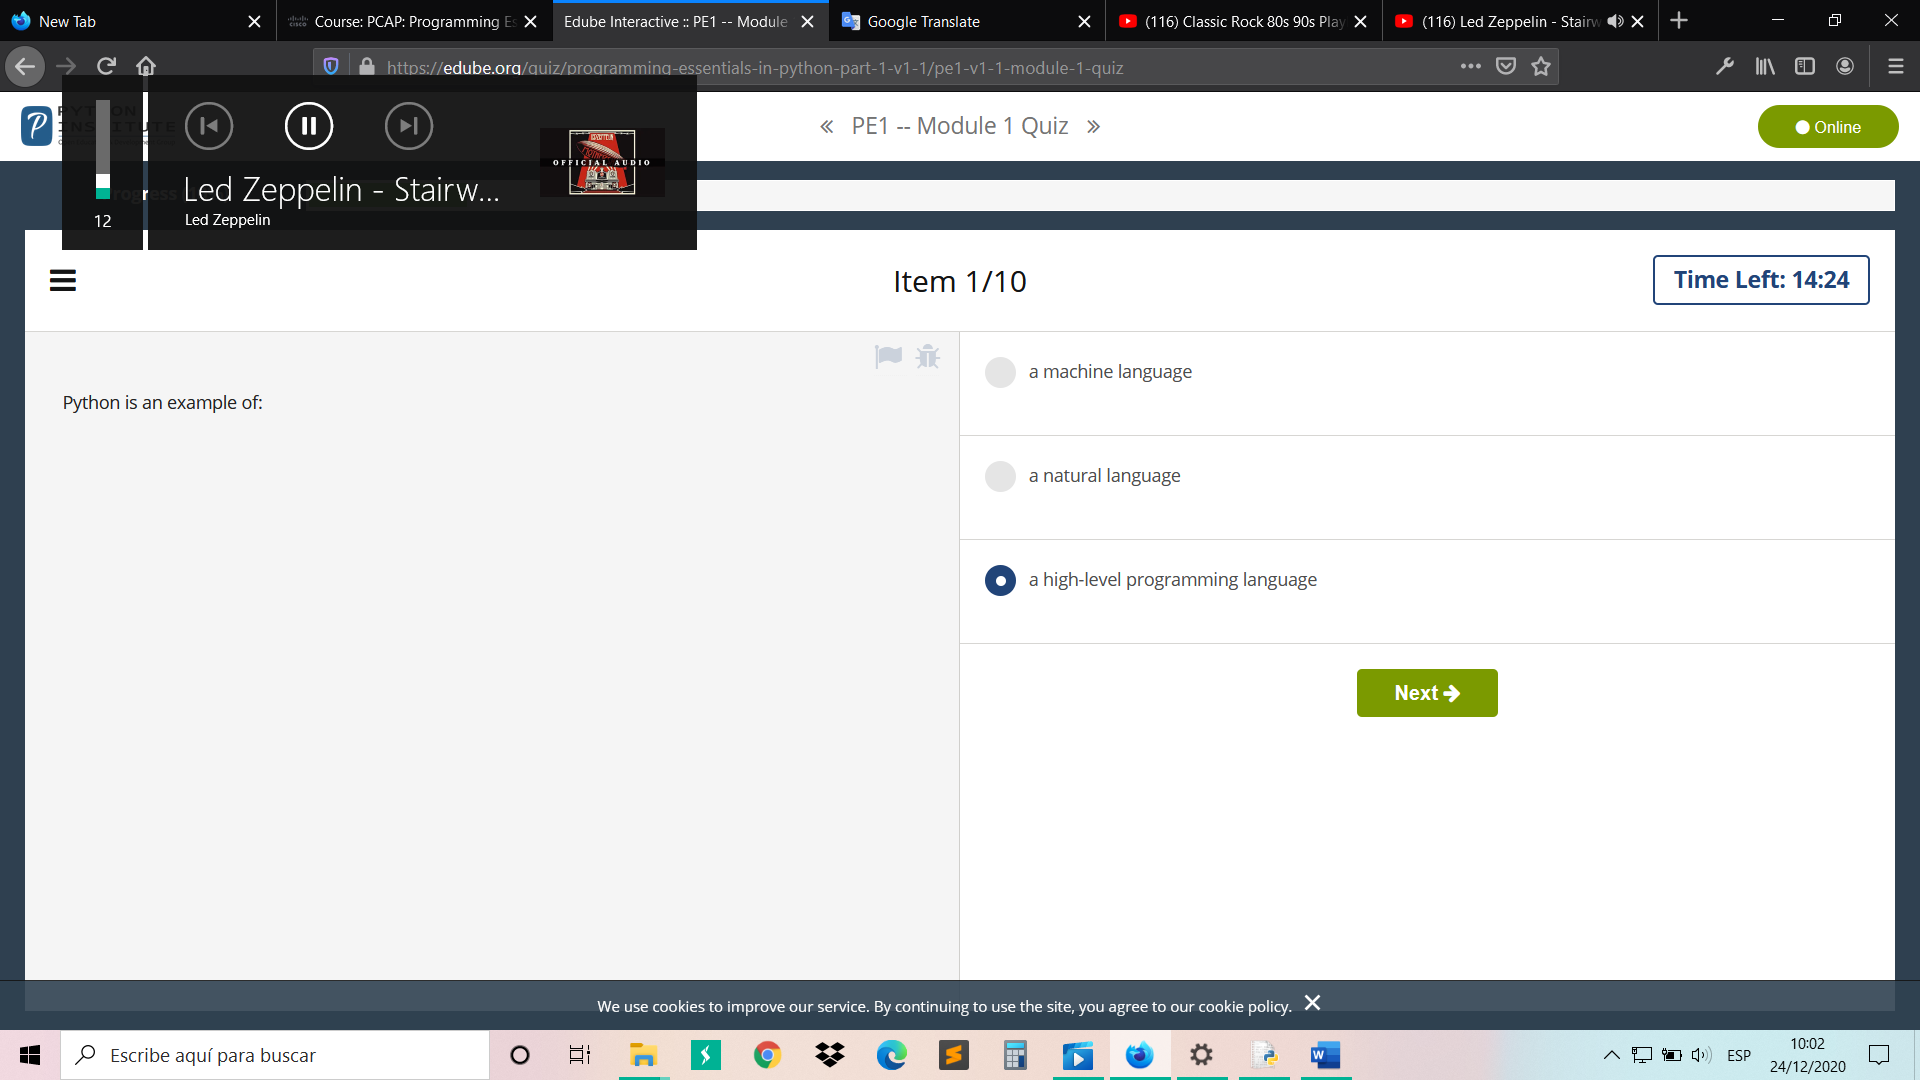 New Tab
Course: PCAP: Programming Es
Edube Interactive :: PE1 -- Module
Google Translate
(116) Classic Rock 80s 90s Play
(116) Led Zeppelin - Stairw
https://edube.org/quiz/programming-essentials-in-python-part-1-v1-1/pe1-v1-1-module-1-quiz
PYTHON
INSTITUTE
PE1 -- Module 1 Quiz
Online
Progress
OFFICIAL AUDIO
Led Zeppelin - Stairw...
Led Zeppelin
12
Item 1/10
Time Left: 14:24
Python is an example of:
a machine language
a natural language
a high-level programming language
Next
We use cookies to improve our service. By continuing to use the site, you agree to our cookie policy.
Escribe aquí para buscar
ESP
10:02
24/12/2020